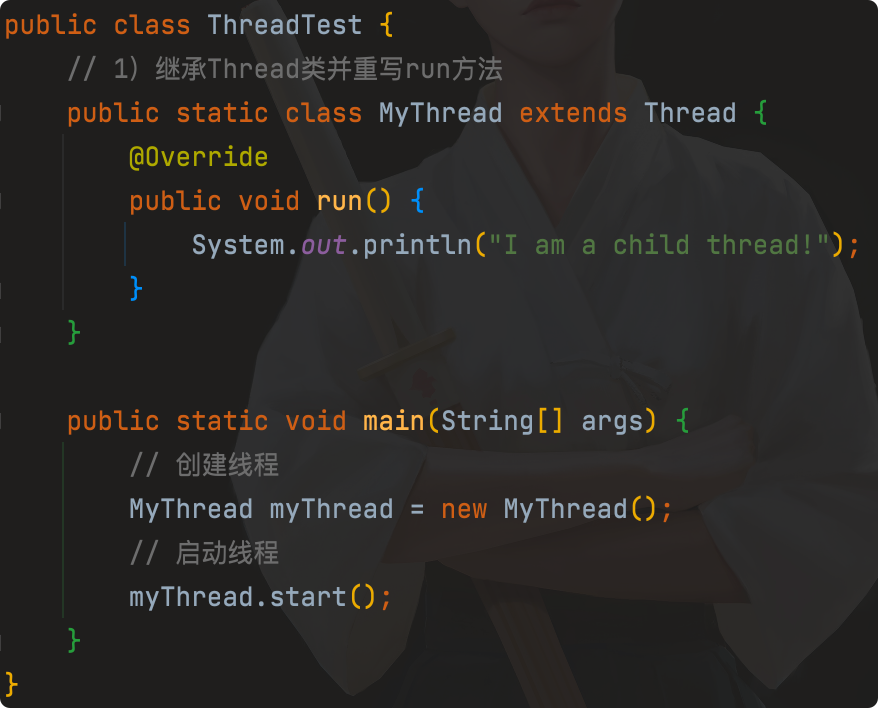 public class ThreadTest {
// 1) 继承Thread类并重写run方法
public static class MyThread extends Thread {
@Override
public void run() {
System.out.println("I am a child thread!");
}
}
public static void main(String[] args) {
// 创建线程
MyThread myThread = new MyThread();
// 启动线程
myThread.start();
}
}